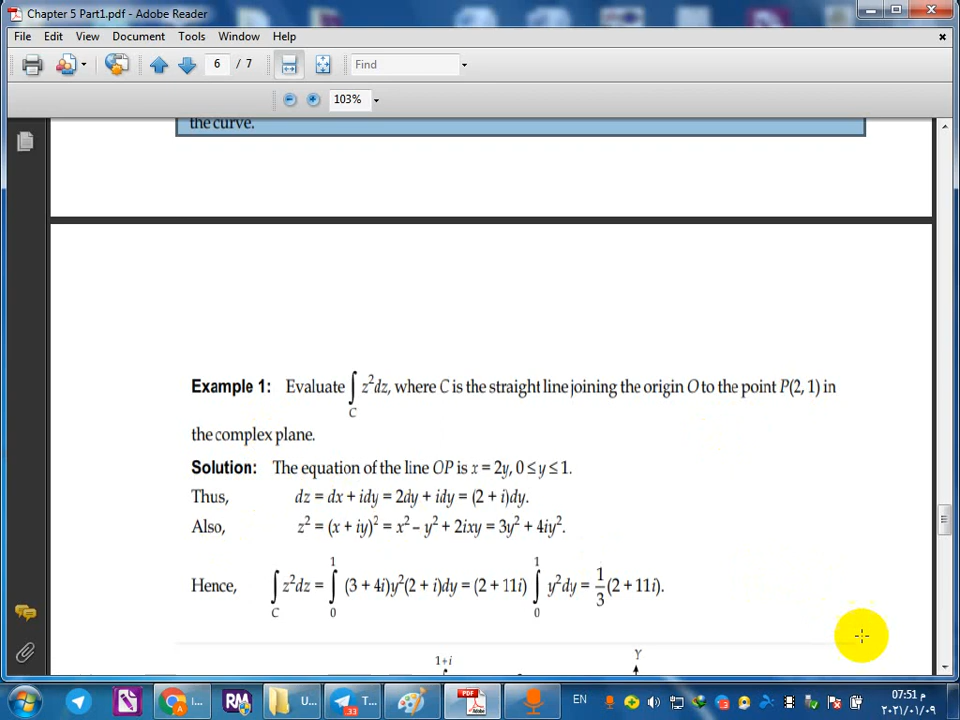 Chapter 5 Part1.pdf - Adobe Reader
File Edit View Document Tools Window Help
6 / 7 Find
103%
the curve.
Example 1: Evaluate ∫_C z²dz, where C is the straight line joining the origin O to the point P(2, 1) in
the complex plane.
Solution: The equation of the line OP is x = 2y, 0 ≤ y ≤ 1.
Thus, dz = dx + idy = 2dy + idy = (2 + i)dy.
Also, z² = (x + iy)² = x² – y² + 2ixy = 3y² + 4iy².
Hence, ∫_C z²dz = ∫_0^1 (3 + 4i)y²(2 + i)dy = (2 + 11i) ∫_0^1 y²dy = 1/3 (2 + 11i).
1+i Y
I... RM U... T... 33 PDF Adobe EN 07:51 م
٢٠٢١/٠١/٠٩